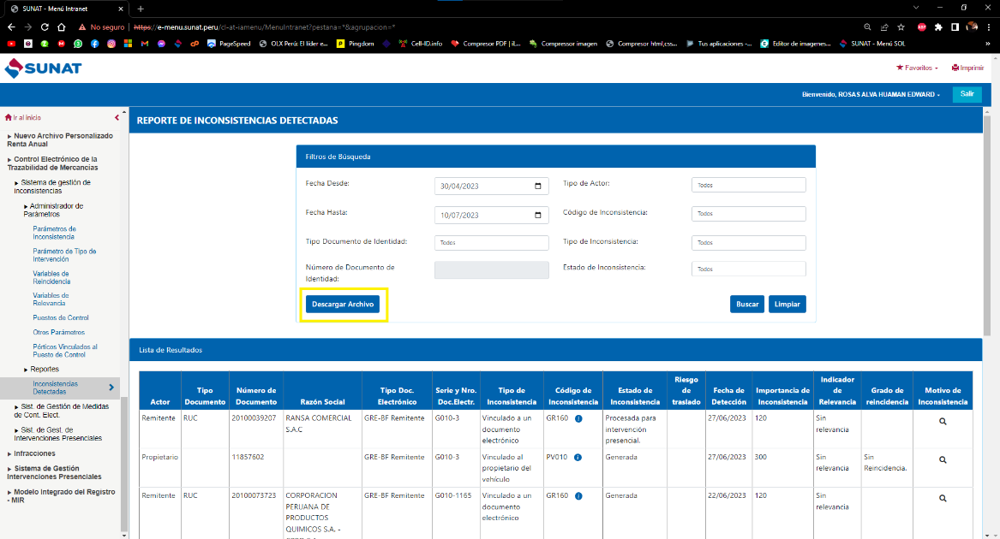 SUNAT - Menú Intranet
No seguro
https://e-menu.sunat.peru/cl-at-iamenu/MenuIntranet?pestana=*&agrupacion=*
PageSpeed
OLX Perú: El líder e...
Pingdom
Cell-ID.info
Compresor PDF | iL...
Compressor imagen
Compresor html,css...
Tus aplicaciones -...
Editor de imagenes...
SUNAT - Menú SOL
»
SUNAT
Favoritos
Imprimir
Bienvenido, ROSAS ALVA HUAMAN EDWARD
Salir
Ir al inicio
Nuevo Archivo Personalizado
Renta Anual
Control Electrónico de la
Trazabilidad de Mercancias
Sistema de gestión de
inconsistencias
Administrador de
Parámetros
Parámetros de
Inconsistencia
Parámetro de Tipo de
Intervención
Variables de
Reincidencia
Variables de
Relevancia
Puestos de Control
Otros Parámetros
Pórticos Vinculados al
Puesto de Control
Reportes
Inconsistencias
Detectadas
Sist. de Gestión de Medidas
de Cont. Elect.
Sist. de Gest. de
Intervenciones Presenciales
Infracciones
Sistema de Gestión
Intervenciones Presenciales
Modelo Integrado del Registro
- MIR
REPORTE DE INCONSISTENCIAS DETECTADAS
Filtros de Búsqueda
Fecha Desde:
30/04/2023
Tipo de Actor:
Todos
Fecha Hasta:
10/07/2023
Código de Inconsistencia:
Todos
Tipo Documento de Identidad:
Todos
Tipo de Inconsistencia:
Todos
Número de Documento de
Identidad:
Estado de Inconsistencia:
Todos
Descargar Archivo
Buscar
Limpiar
Lista de Resultados
Actor
Tipo
Documento
Número de
Documento
Razón Social
Tipo Doc.
Electrónico
Serie y Nro.
Doc.Electr.
Tipo de
Inconsistencia
Código de
Inconsistencia
Estado de
Inconsistencia
Riesgo
de
traslado
Fecha de
Detección
Importancia de
Inconsistencia
Indicador
de
Relevancia
Grado de
reincidencia
Motivo de
Inconsistencia
Remitente
RUC
20100039207
RANSA COMERCIAL
S.A.C
GRE-BF Remitente
G010-3
Vinculado a un
documento
electrónico
GR160
Procesada para
intervención
presencial.
27/06/2023
120
Sin
relevancia
Propietario
11857602
GRE-BF Remitente
G010-3
Vinculado al
propietario del
vehículo
PV010
Generada
27/06/2023
300
Sin
relevancia
Sin
Reincidencia.
Remitente
RUC
20100073723
CORPORACION
PERUANA DE
PRODUCTOS
QUIMICOS S.A. -
GRE-BF Remitente
G010-1165
Vinculado a un
documento
electrónico
GR160
Generada
22/06/2023
120
Sin
relevancia